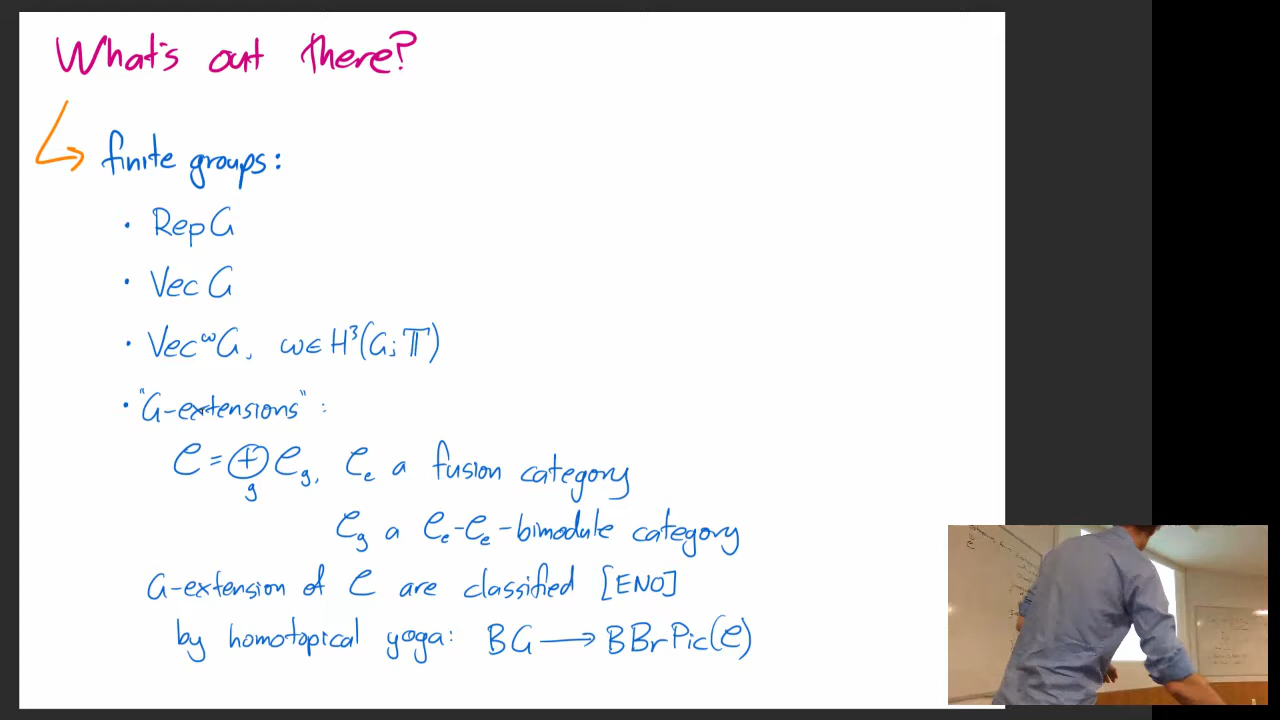 What's out there?
finite groups:
• Rep G
• Vec G
• Vec^ω G, ω ∈ H³(G; 𝕋)
• "G-extensions":
C = ⊕_g C_g, C_e a fusion category
C_g a C_e-C_e-bimodule category
G-extension of C are classified [ENO]
by homotopical yoga: BG ⟶ BBrPic(C)